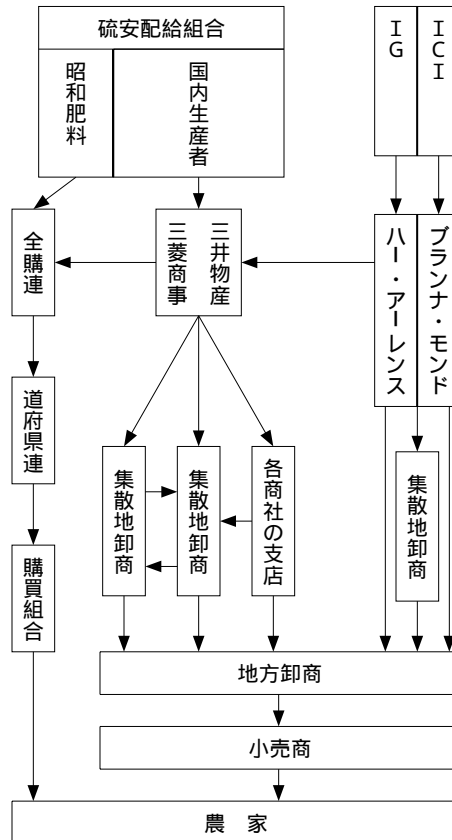 硫安配給組合
昭和肥料
国内生産者
ＩＧ
ＩＣＩ
全購連
三菱商事
三井物産
ハー・アーレンス
ブランナ・モンド
道府県連
集散地卸商
集散地卸商
各商社の支店
集散地卸商
購買組合
地方卸商
小売商
農　家